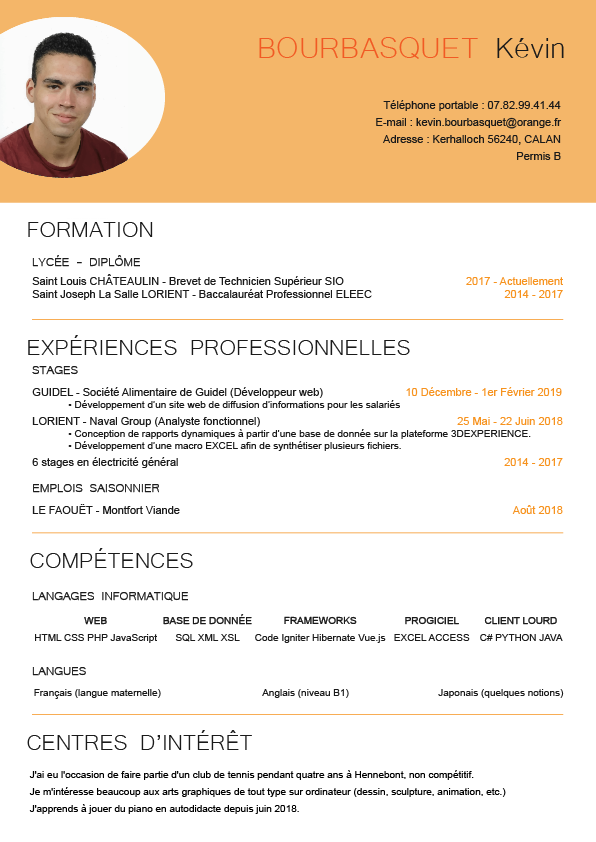 BOURBASQUET Kévin
Téléphone portable : 07.82.99.41.44
E-mail : kevin.bourbasquet@orange.fr
Adresse : Kerhalloch 56240, CALAN
Permis B
FORMATION
LYCÉE - DIPLÔME
Saint Louis CHÂTEAULIN - Brevet de Technicien Supérieur SIO 2017 - Actuellement
Saint Joseph La Salle LORIENT - Baccalauréat Professionnel ELEEC 2014 - 2017
EXPÉRIENCES PROFESSIONNELLES
STAGES
GUIDEL - Société Alimentaire de Guidel (Développeur web) 10 Décembre - 1er Février 2019
• Développement d'un site web de diffusion d'informations pour les salariés
LORIENT - Naval Group (Analyste fonctionnel) 25 Mai - 22 Juin 2018
• Conception de rapports dynamiques à partir d'une base de donnée sur la plateforme 3DEXPERIENCE.
• Développement d'une macro EXCEL afin de synthétiser plusieurs fichiers.
6 stages en électricité général 2014 - 2017
EMPLOIS SAISONNIER
LE FAOUËT - Montfort Viande Août 2018
COMPÉTENCES
LANGAGES INFORMATIQUE
WEB BASE DE DONNÉE FRAMEWORKS PROGICIEL CLIENT LOURD
HTML CSS PHP JavaScript SQL XML XSL Code Igniter Hibernate Vue.js EXCEL ACCESS C# PYTHON JAVA
LANGUES
Français (langue maternelle) Anglais (niveau B1) Japonais (quelques notions)
CENTRES D'INTÉRÊT
J'ai eu l'occasion de faire partie d'un club de tennis pendant quatre ans à Hennebont, non compétitif.
Je m'intéresse beaucoup aux arts graphiques de tout type sur ordinateur (dessin, sculpture, animation, etc.)
J'apprends à jouer du piano en autodidacte depuis juin 2018.